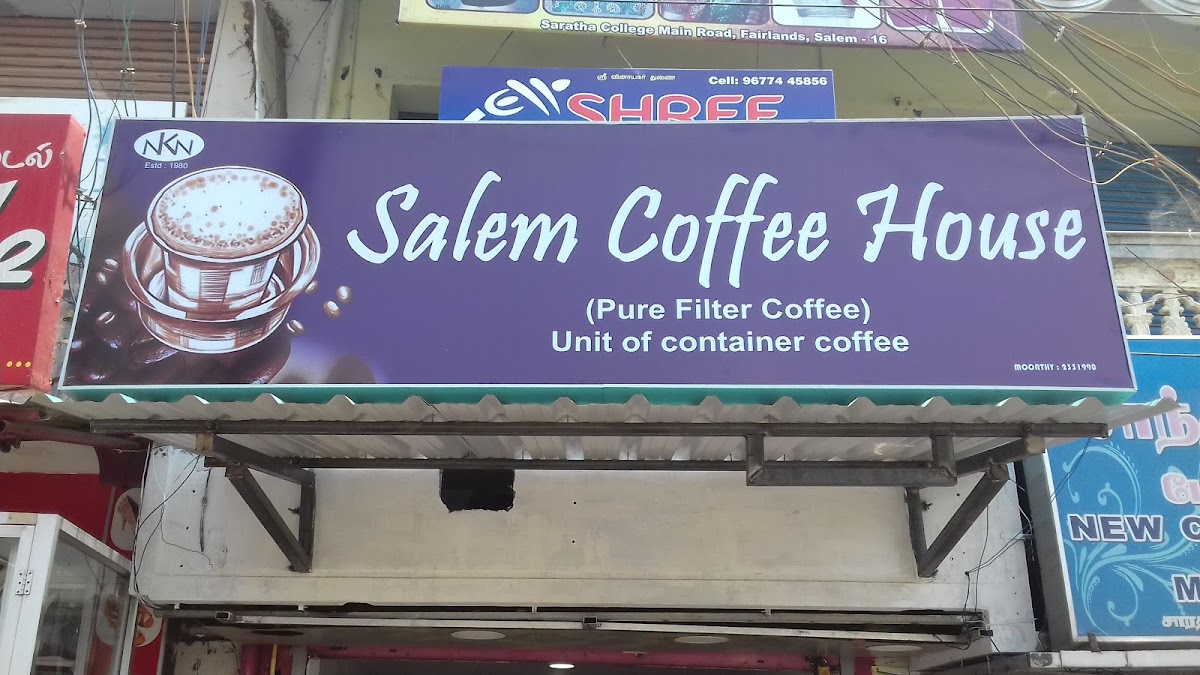 Saratha College Main Road, Fairlands, Salem - 16
ஸ்ரீ விநாயகர் துணை
Cell: 96774 45856
SHREE
NKN
Estd : 1980
Salem Coffee House
(Pure Filter Coffee)
Unit of container coffee
MOORTHY : 2331990
NEW